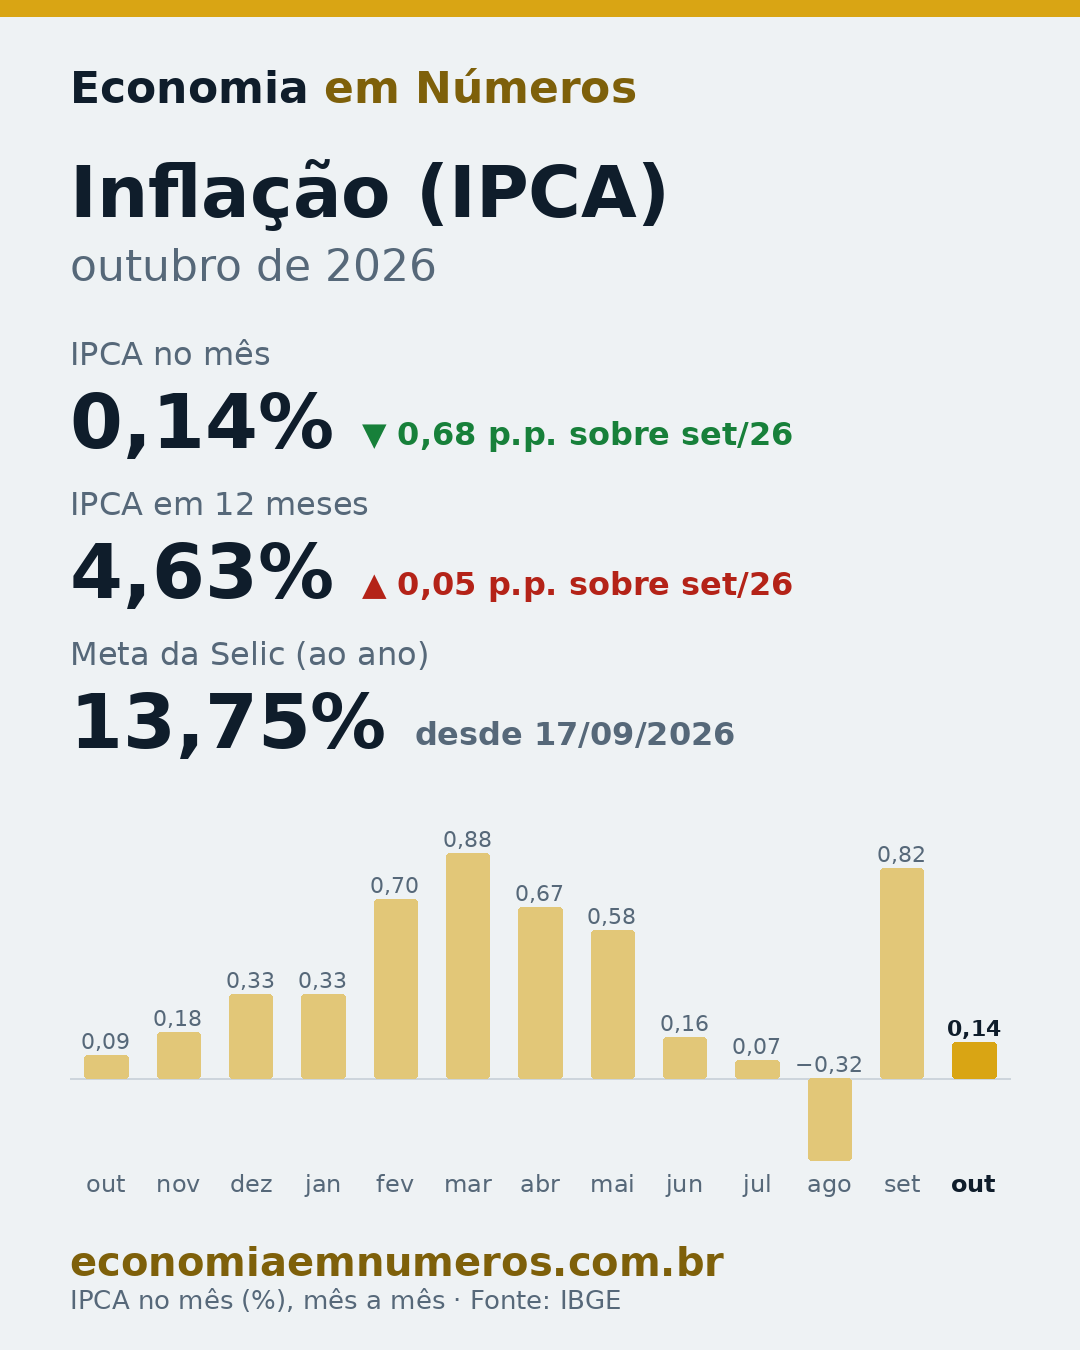 Economia em Números
Inflação (IPCA)
outubro de 2026
IPCA no mês
0,14% ▼ 0,68 p.p. sobre set/26
IPCA em 12 meses
4,63% ▲ 0,05 p.p. sobre set/26
Meta da Selic (ao ano)
13,75% desde 17/09/2026
0,09 0,18 0,33 0,33 0,70 0,88 0,67 0,58 0,16 0,07 −0,32 0,82 0,14
out nov dez jan fev mar abr mai jun jul ago set out
economiaemnumeros.com.br
IPCA no mês (%), mês a mês · Fonte: IBGE